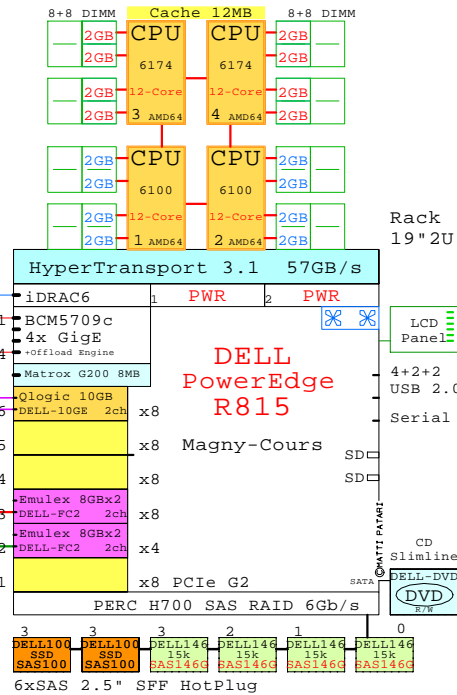 8+8 DIMM Cache 12MB 8+8 DIMM
2GB CPU CPU 2GB
2GB 6174 6174 2GB
2GB 12-Core 12-Core 2GB
2GB 3 AMD64 4 AMD64 2GB
2GB CPU CPU 2GB
2GB 6100 6100 2GB
2GB 12-Core 12-Core 2GB
2GB 1 AMD64 2 AMD64 2GB
Rack
19"2U
HyperTransport 3.1 57GB/s
iDRAC6 1 PWR 2 PWR
BCM5709c
4x GigE
+Offload Engine
LCD
Panel
Matrox G200 8MB
DELL
PowerEdge
R815
4+2+2
USB 2.0
Qlogic 10GB
DELL-10GE 2ch x8
Serial
5 x8 Magny-Cours
SD
4 x8 SD
Emulex 8GBx2
DELL-FC2 2ch x8
Emulex 8GBx2
2 DELL-FC2 2ch x4
©MATTI PATARI
CD
Slimline
1 x8 PCIe G2 SATA
DELL-DVD
DVD
R/W
PERC H700 SAS RAID 6Gb/s
3 3 3 2 1 0
DELL100 DELL100 DELL146 DELL146 DELL146 DELL146
SSD SSD 15k 15k 15k 15k
SAS100 SAS100 SAS146G SAS146G SAS146G SAS146G
6xSAS 2.5" SFF HotPlug